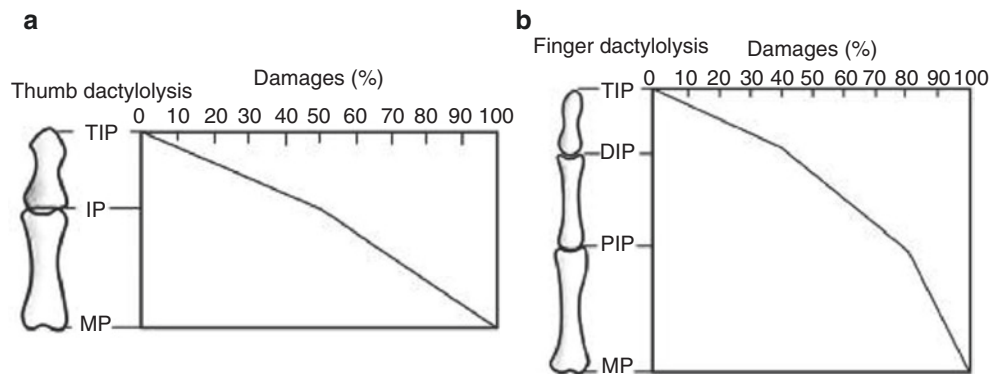 a
Thumb dactylolysis
Damages (%)
0 10 20 30 40 50 60 70 80 90 100
TIP
IP
MP
b
Finger dactylolysis
Damages (%)
0 10 20 30 40 50 60 70 80 90 100
TIP
DIP
PIP
MP